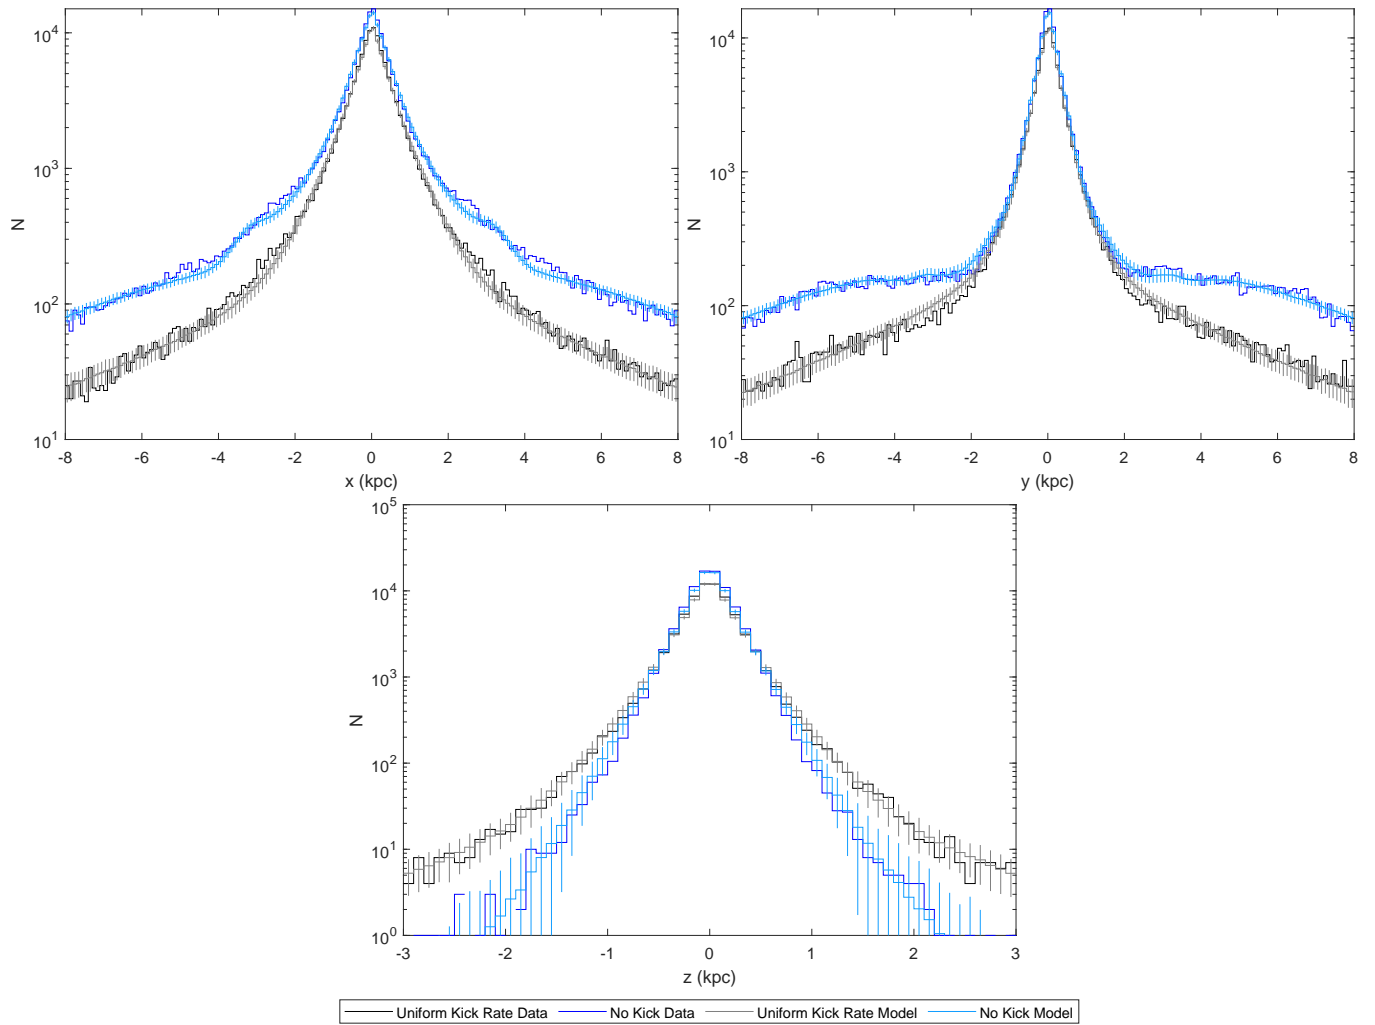 10^4
10^3
10^2
10^1
N
-8 -6 -4 -2 0 2 4 6 8
x (kpc)
10^4
10^3
10^2
10^1
N
-8 -6 -4 -2 0 2 4 6 8
y (kpc)
10^5
10^4
10^3
10^2
10^1
10^0
N
-3 -2 -1 0 1 2 3
z (kpc)
Uniform Kick Rate Data No Kick Data Uniform Kick Rate Model No Kick Model